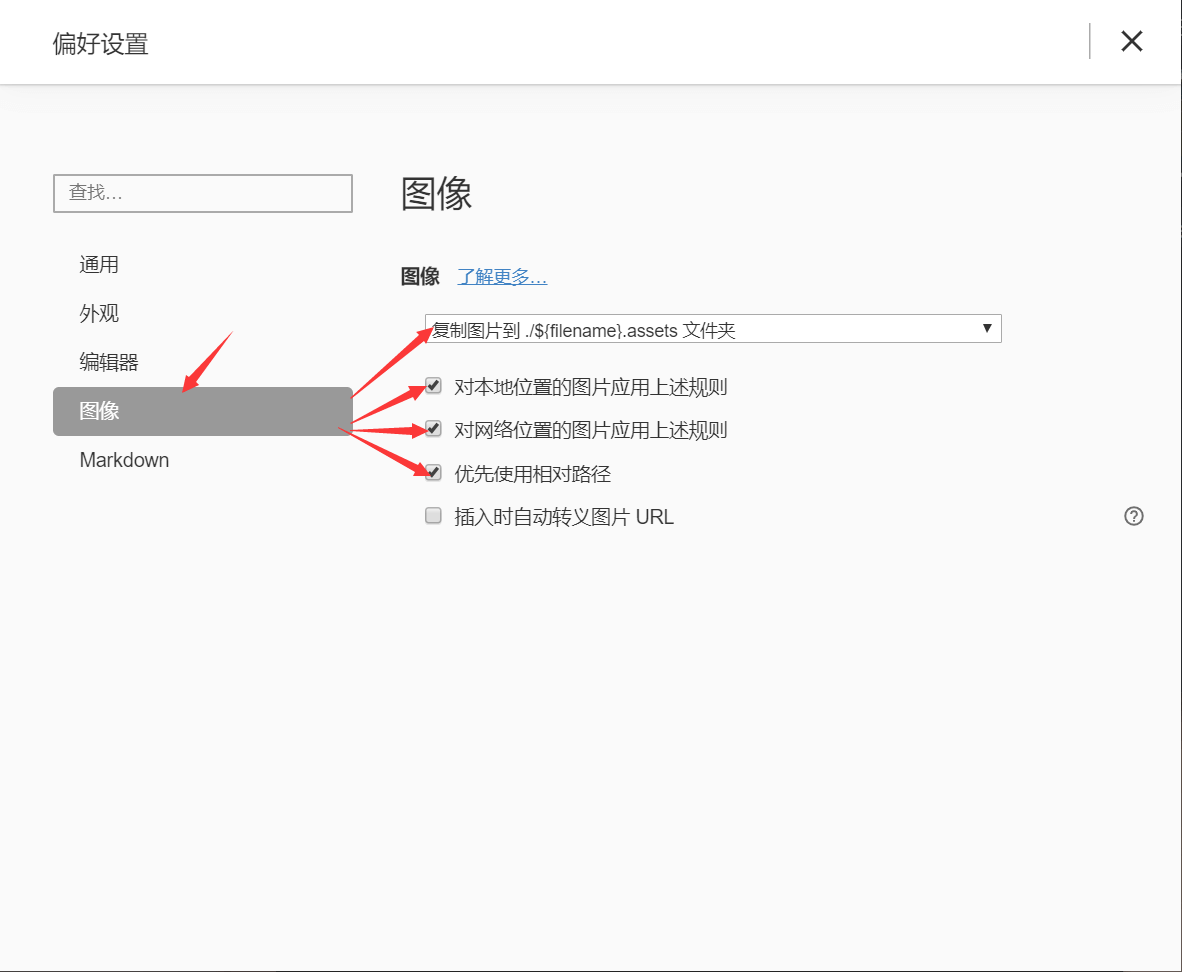 偏好设置
查找…
通用
外观
编辑器
图像
Markdown
图像
图像 了解更多…
复制图片到 ./${filename}.assets 文件夹
对本地位置的图片应用上述规则
对网络位置的图片应用上述规则
优先使用相对路径
插入时自动转义图片 URL